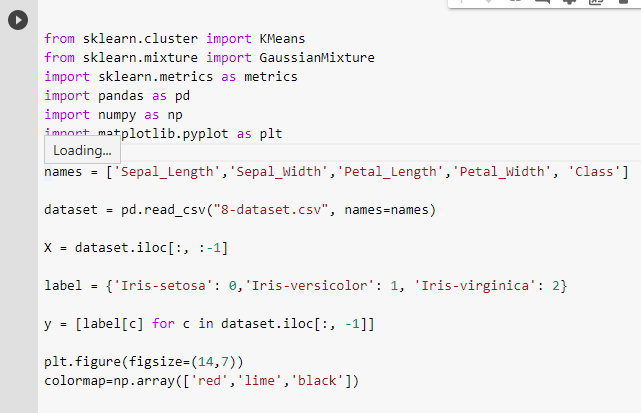 from sklearn.cluster import KMeans
from sklearn.mixture import GaussianMixture
import sklearn.metrics as metrics
import pandas as pd
import numpy as np
import matplotlib.pyplot as plt
Loading...
names = ['Sepal_Length','Sepal_Width','Petal_Length','Petal_Width', 'Class']
dataset = pd.read_csv("8-dataset.csv", names=names)
X = dataset.iloc[:, :-1]
label = {'Iris-setosa': 0,'Iris-versicolor': 1, 'Iris-virginica': 2}
y = [label[c] for c in dataset.iloc[:, -1]]
plt.figure(figsize=(14,7))
colormap=np.array(['red','lime','black'])